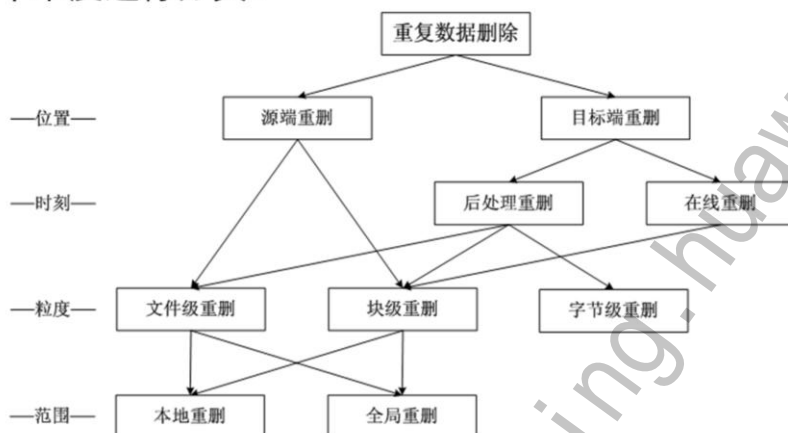 重复数据删除
—位置—
源端重删
目标端重删
—时刻—
后处理重删
在线重删
—粒度—
文件级重删
块级重删
字节级重删
—范围—
本地重删
全局重删
ing.huaw